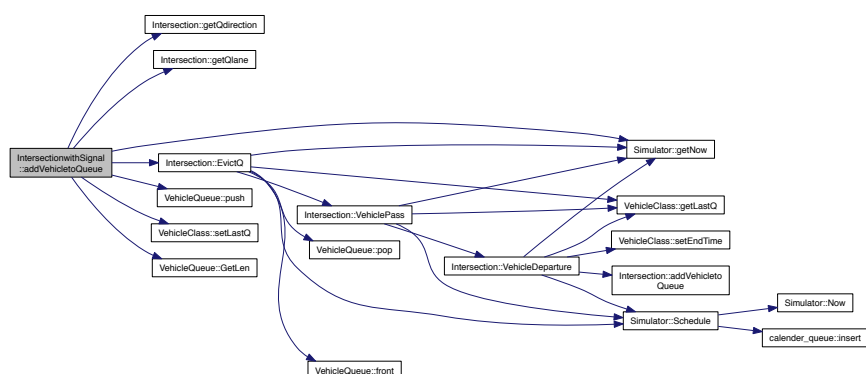 Intersection::getQdirection
Intersection::getQlane
IntersectionwithSignal
::addVehicletoQueue
Intersection::EvictQ
VehicleQueue::push
VehicleClass::setLastQ
VehicleQueue::GetLen
Intersection::VehiclePass
VehicleQueue::pop
VehicleQueue::front
Intersection::VehicleDeparture
Simulator::getNow
VehicleClass::getLastQ
VehicleClass::setEndTime
Intersection::addVehicleto
Queue
Simulator::Schedule
Simulator::Now
calender_queue::insert